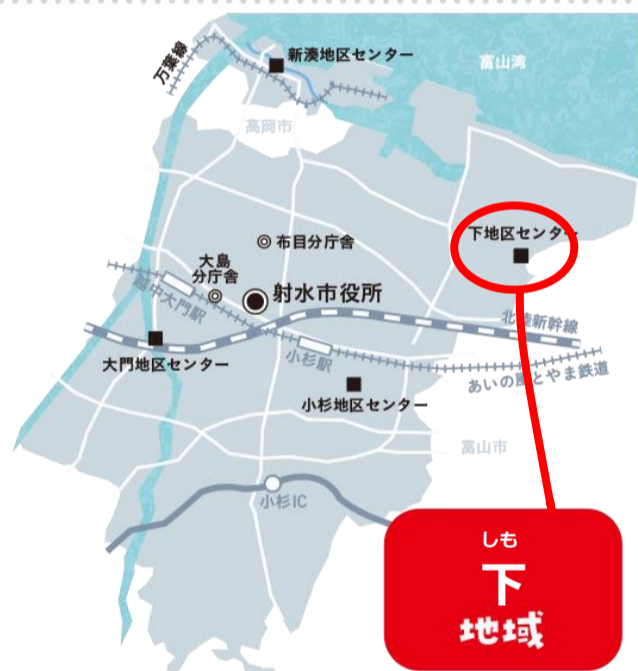 万葉線
新湊地区センター
富山湾
高岡市
下地区センター
布目分庁舎
大島
分庁舎
射水市役所
越中大門駅
北陸新幹線
大門地区センター
小杉駅
あいの風とやま鉄道
小杉地区センター
富山市
小杉IC
しも
下
地域